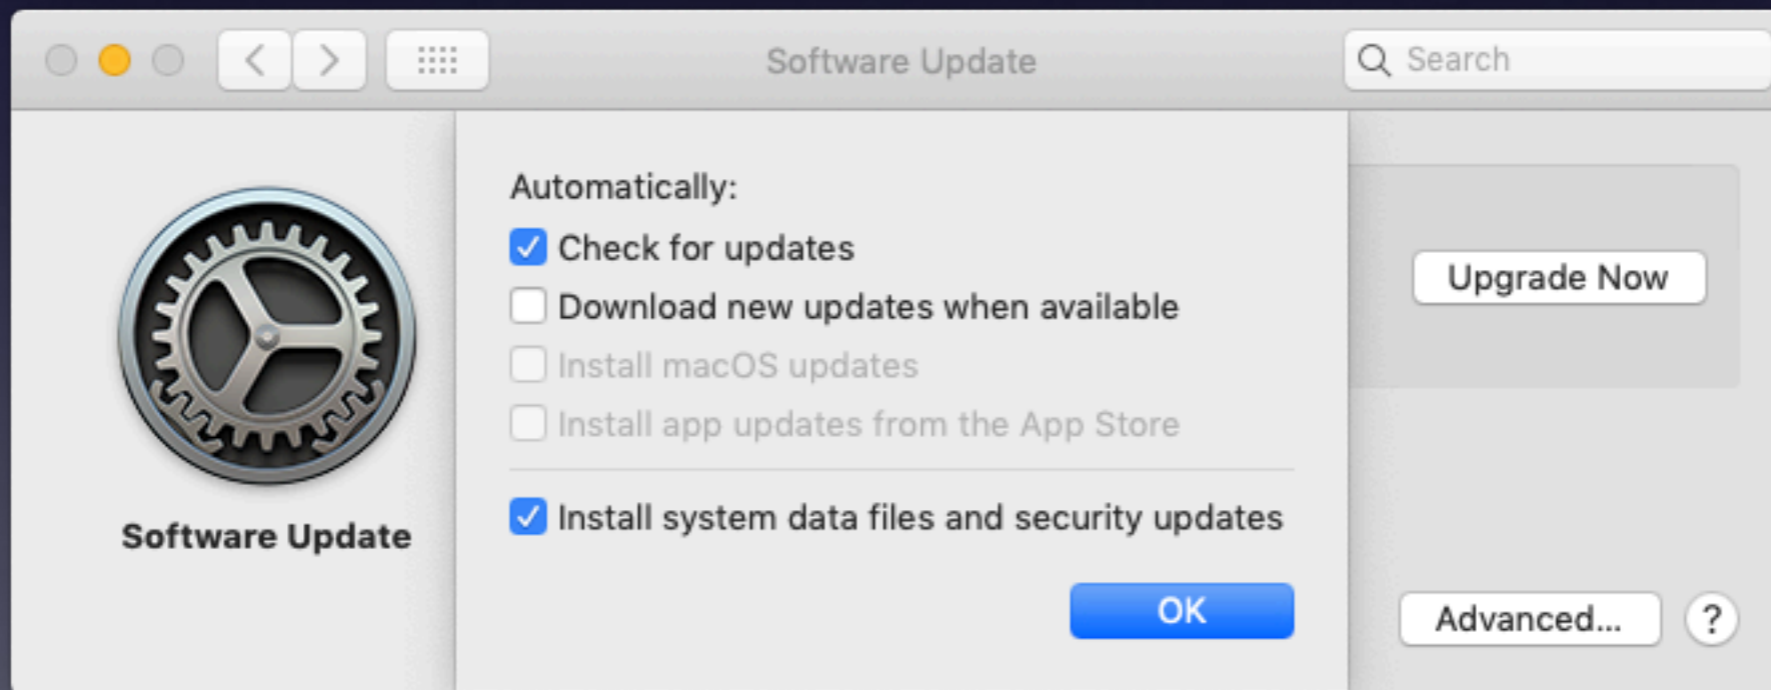 Software Update
Search
Automatically:
Check for updates
Download new updates when available
Install macOS updates
Install app updates from the App Store
Install system data files and security updates
OK
Software Update
Upgrade Now
Advanced...
?